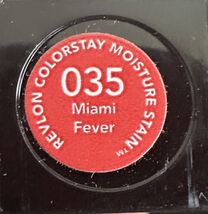 REVLON COLORSTAY MOISTURE STAIN™
035
Miami
Fever